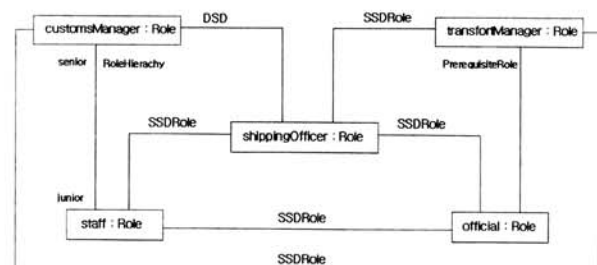 DSD
SSDRole
customsManager : Role
transfortManager : Role
senior
RoleHierachy
PrerequisiteRole
SSDRole
shippingOfficer : Role
SSDRole
junior
staff : Role
SSDRole
official : Role
SSDRole